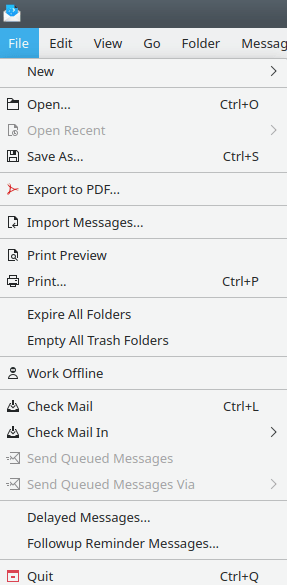 File Edit View Go Folder Messag
New
Open... Ctrl+O
Open Recent
Save As... Ctrl+S
Export to PDF...
Import Messages...
Print Preview
Print... Ctrl+P
Expire All Folders
Empty All Trash Folders
Work Offline
Check Mail Ctrl+L
Check Mail In
Send Queued Messages
Send Queued Messages Via
Delayed Messages...
Followup Reminder Messages...
Quit Ctrl+Q